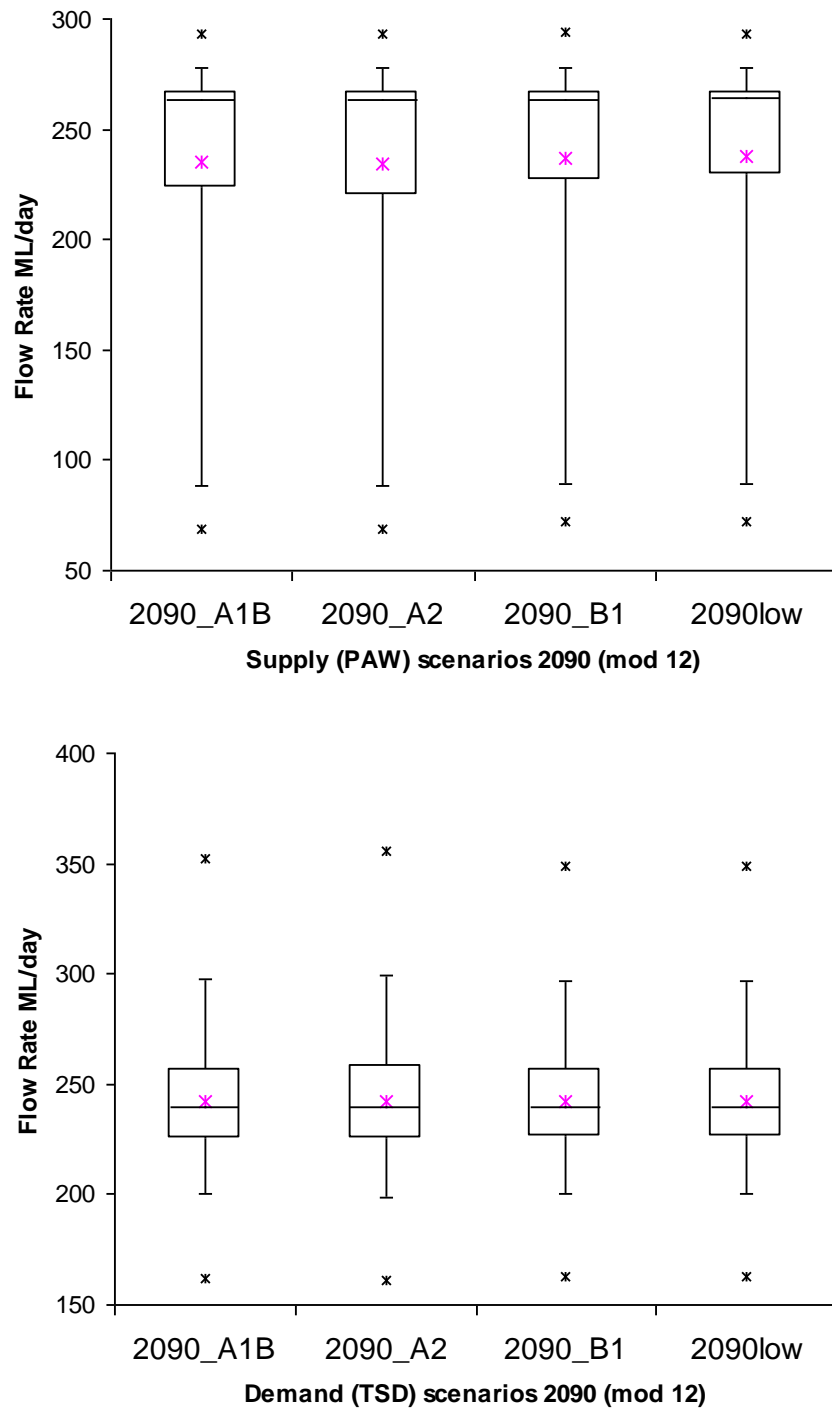 300
250
200
150
100
50
Flow Rate ML/day
2090_A1B 2090_A2 2090_B1 2090low
Supply (PAW) scenarios 2090 (mod 12)
400
350
300
250
200
150
Flow Rate ML/day
2090_A1B 2090_A2 2090_B1 2090low
Demand (TSD) scenarios 2090 (mod 12)